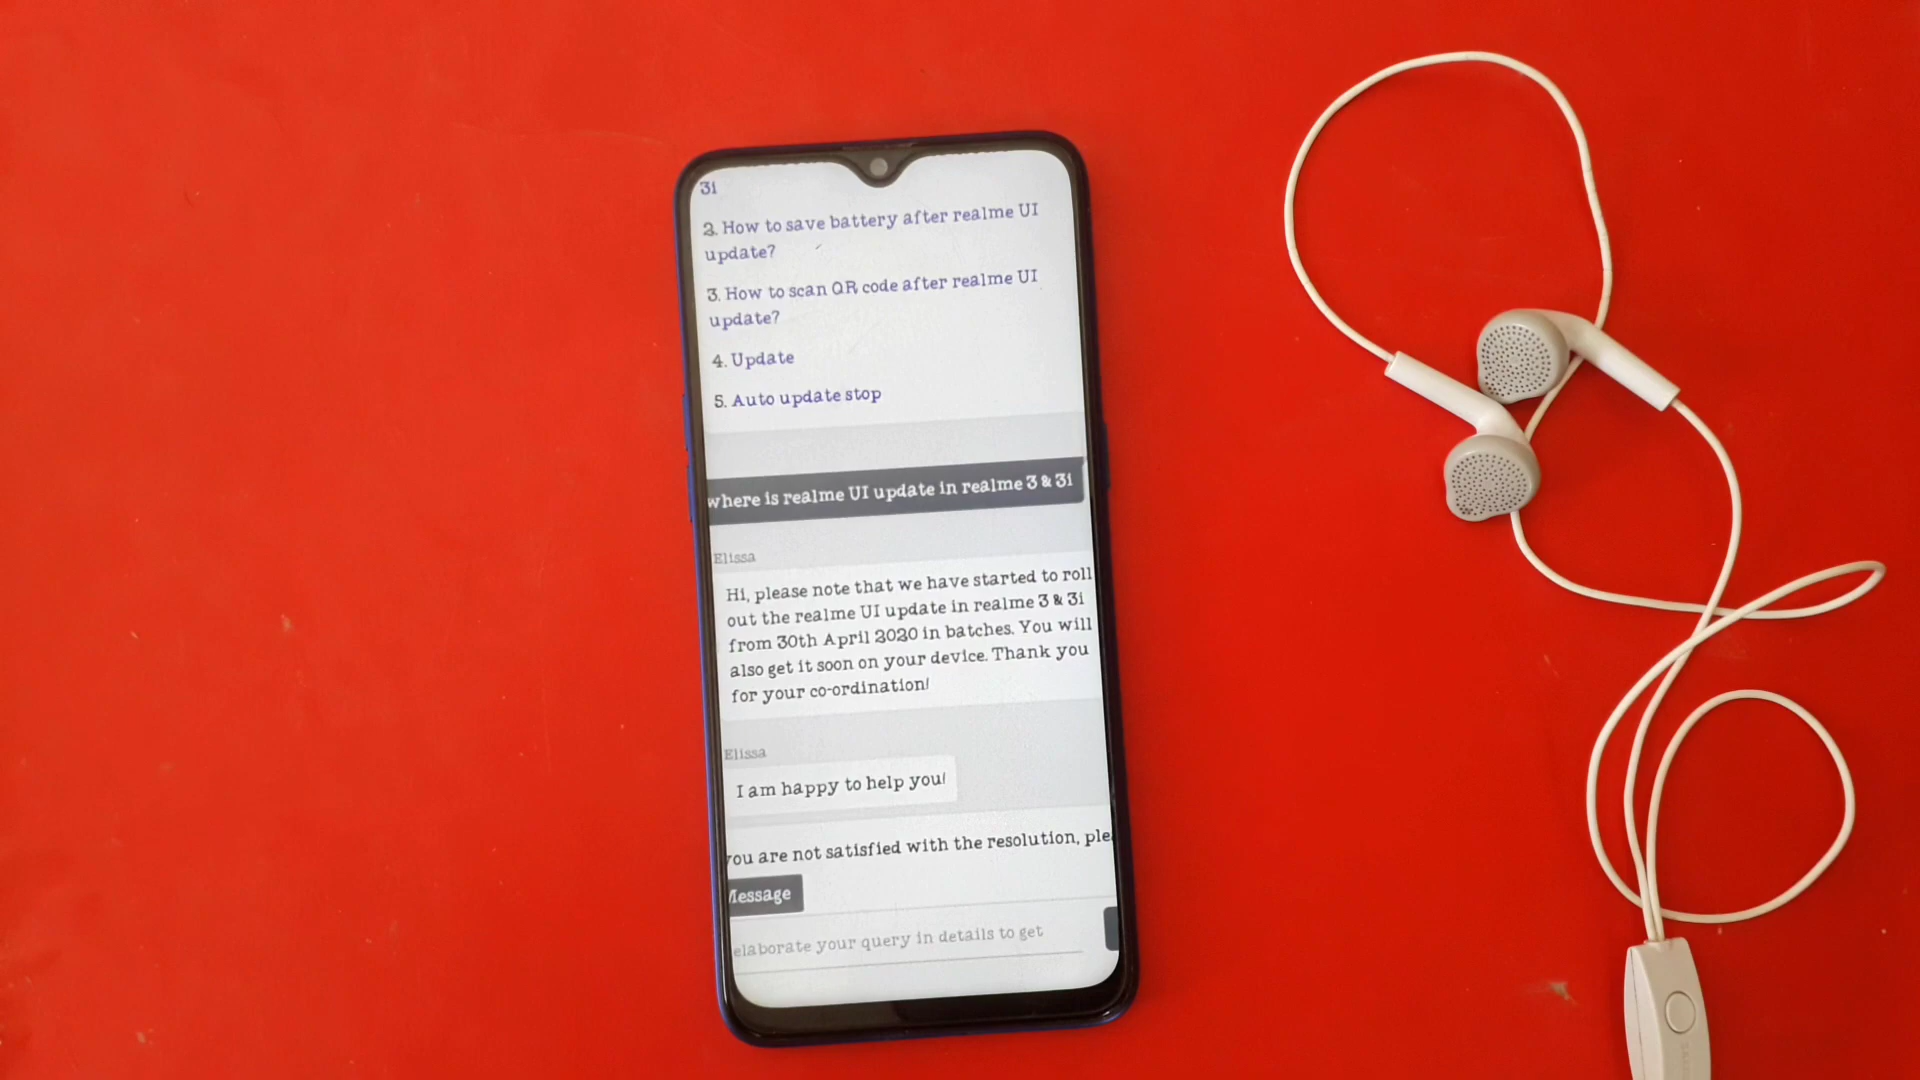 3i
2. How to save battery after realme UI
update?
3. How to scan QR code after realme UI
update?
4. Update
5. Auto update stop
where is realme UI update in realme 3 & 3i
Elissa
Hi, please note that we have started to roll
out the realme UI update in realme 3 & 3i
from 30th April 2020 in batches. You will
also get it soon on your device. Thank you
for your co-ordination!
Elissa
I am happy to help you!
you are not satisfied with the resolution, ple
Message
elaborate your query in details to get